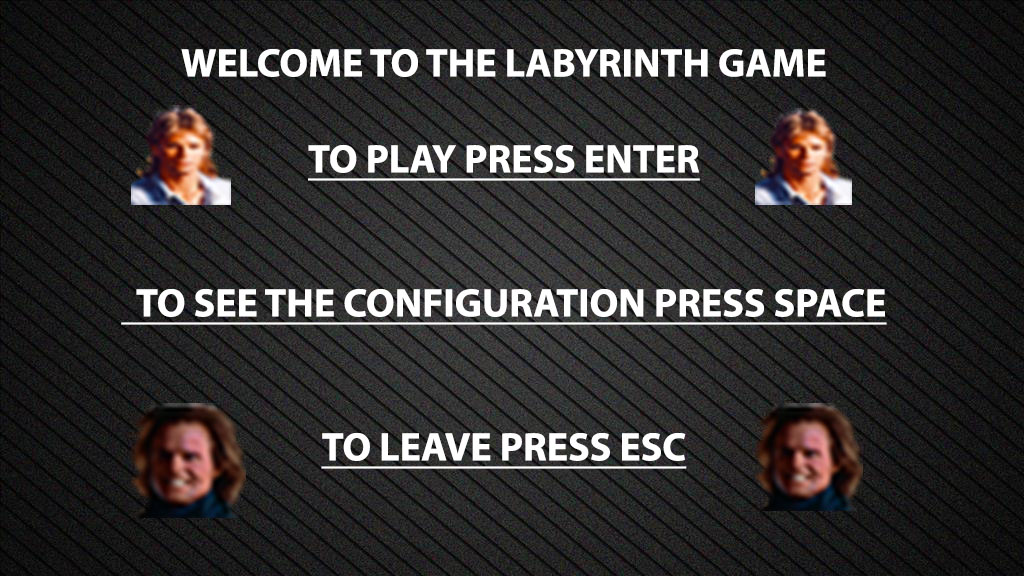 WELCOME TO THE LABYRINTH GAME
TO PLAY PRESS ENTER
TO SEE THE CONFIGURATION PRESS SPACE
TO LEAVE PRESS ESC